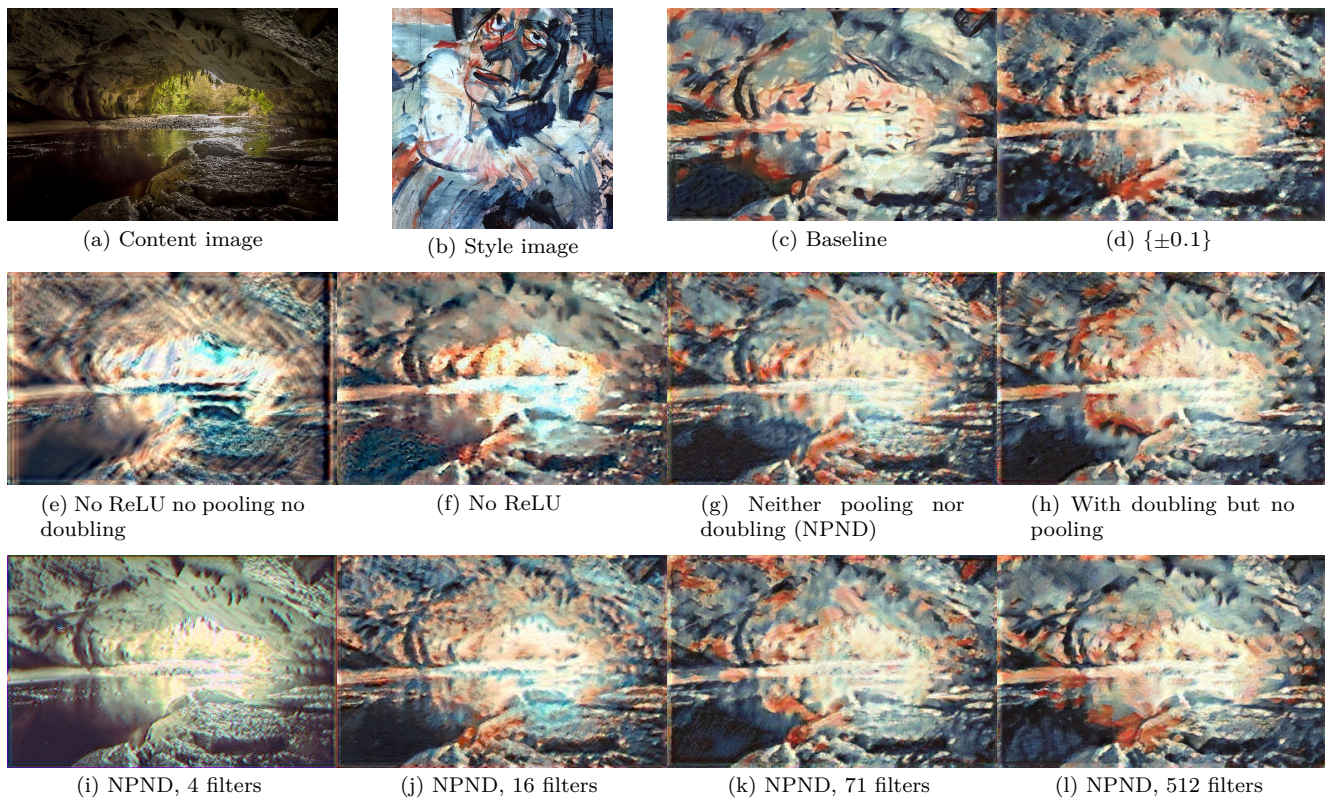 (a) Content image
(b) Style image
(c) Baseline
(d) {±0.1}
(e) No ReLU no pooling no
doubling
(f) No ReLU
(g) Neither pooling nor
doubling (NPND)
(h) With doubling but no
pooling
(i) NPND, 4 filters
(j) NPND, 16 filters
(k) NPND, 71 filters
(l) NPND, 512 filters